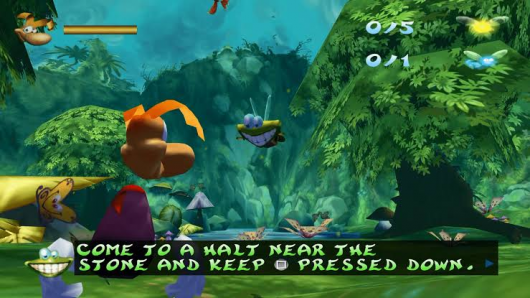 0/5
0/1
COME TO A HALT NEAR THE
STONE AND KEEP PRESSED DOWN.